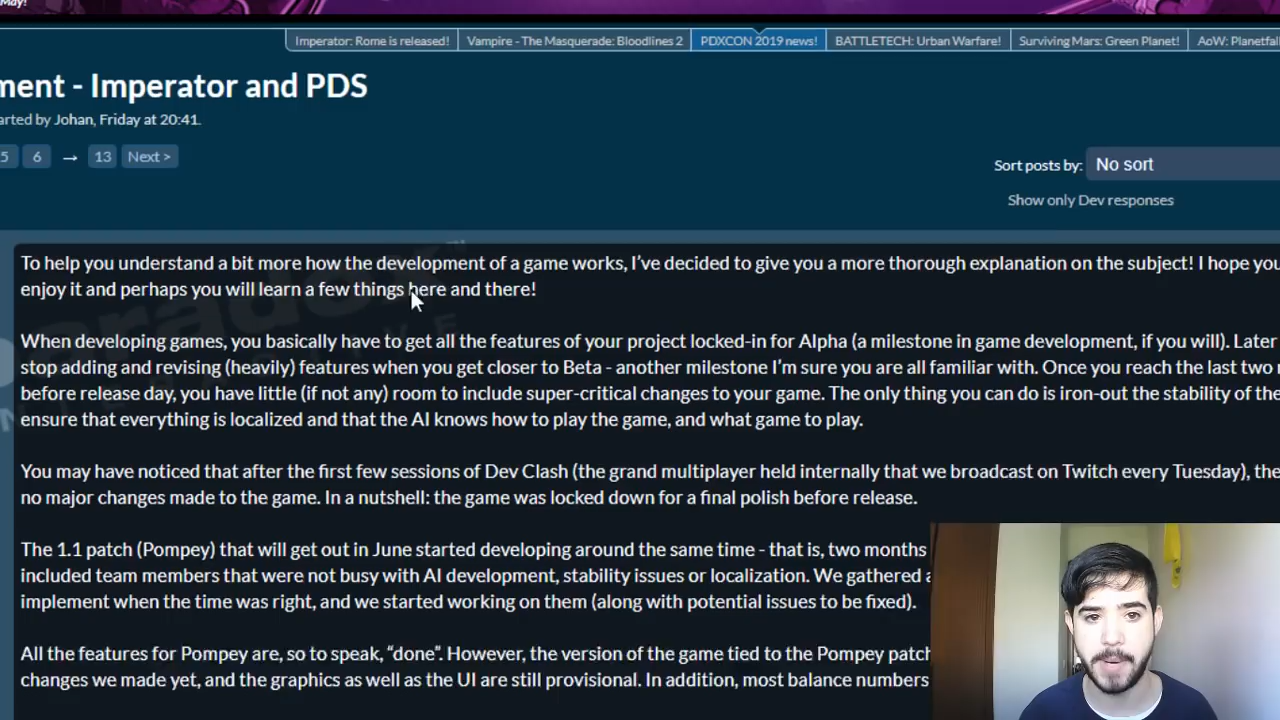 May!
Imperator: Rome is released! Vampire - The Masquerade: Bloodlines 2 PDXCON 2019 news! BATTLETECH: Urban Warfare! Surviving Mars: Green Planet! AoW: Planetfal
ment - Imperator and PDS
arted by Johan, Friday at 20:41.
5 6 → 13 Next >
Sort posts by: No sort
Show only Dev responses
To help you understand a bit more how the development of a game works, I've decided to give you a more thorough explanation on the subject! I hope you
enjoy it and perhaps you will learn a few things here and there!
When developing games, you basically have to get all the features of your project locked-in for Alpha (a milestone in game development, if you will). Later
stop adding and revising (heavily) features when you get closer to Beta - another milestone I'm sure you are all familiar with. Once you reach the last two
before release day, you have little (if not any) room to include super-critical changes to your game. The only thing you can do is iron-out the stability of the
ensure that everything is localized and that the AI knows how to play the game, and what game to play.
You may have noticed that after the first few sessions of Dev Clash (the grand multiplayer held internally that we broadcast on Twitch every Tuesday), the
no major changes made to the game. In a nutshell: the game was locked down for a final polish before release.
The 1.1 patch (Pompey) that will get out in June started developing around the same time - that is, two months
included team members that were not busy with AI development, stability issues or localization. We gathered
implement when the time was right, and we started working on them (along with potential issues to be fixed).
All the features for Pompey are, so to speak, “done”. However, the version of the game tied to the Pompey patch
changes we made yet, and the graphics as well as the UI are still provisional. In addition, most balance numbers